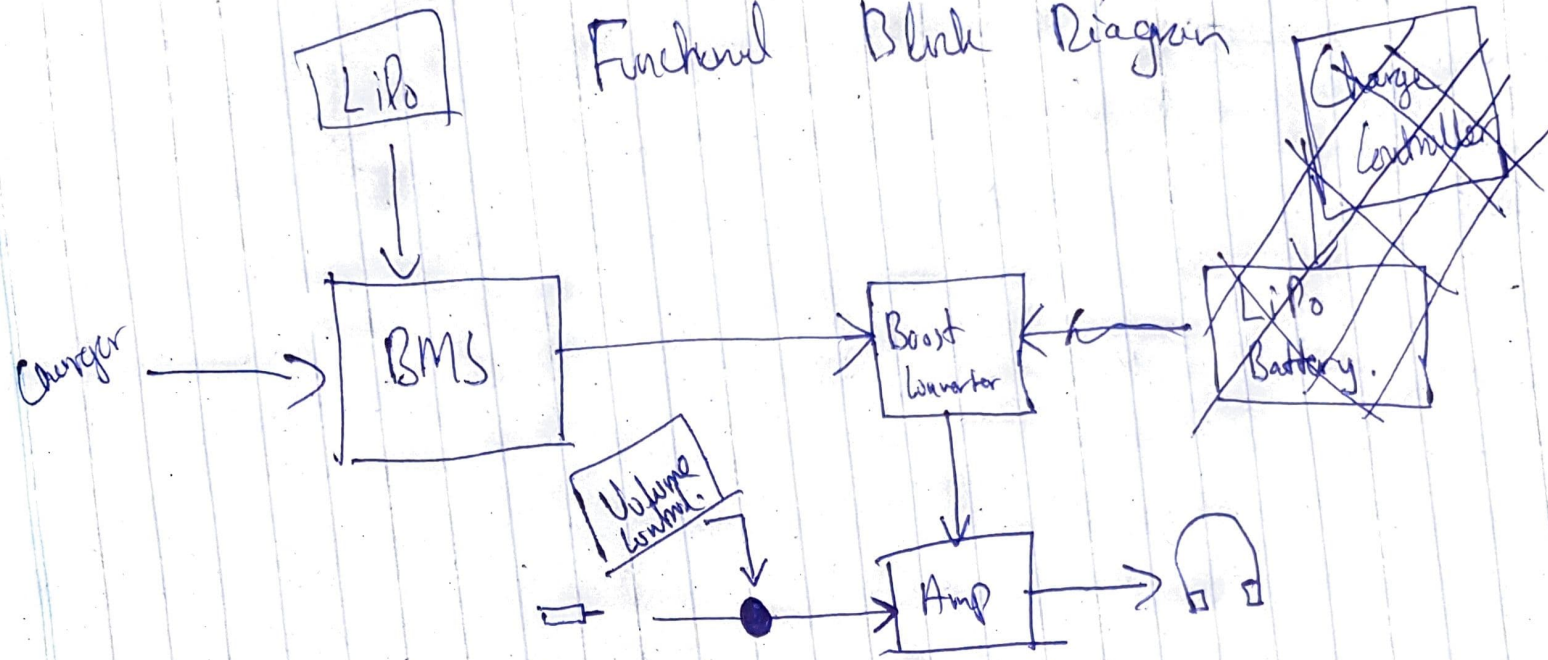 Functional Block Diagram
LiPo
Charge
Controller
Charger
BMS
Boost
Converter
LiPo
Battery.
Volume
Control.
Amp